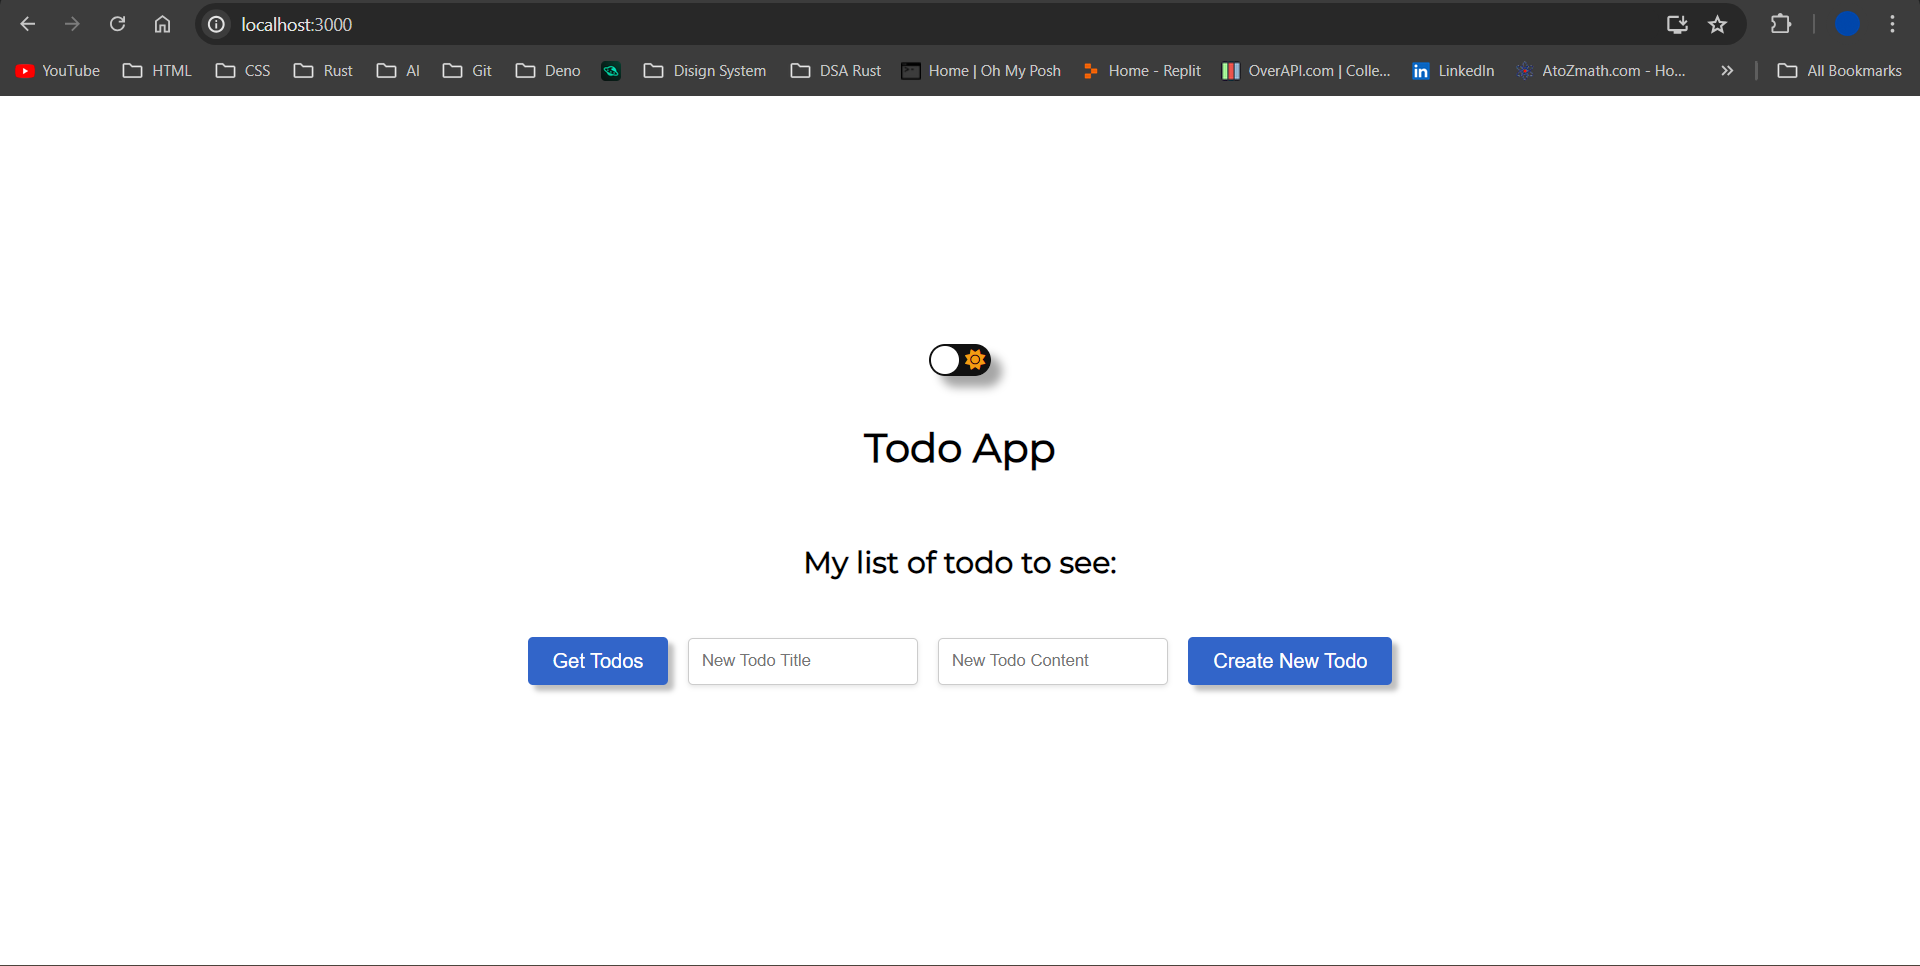 localhost:3000
YouTube HTML CSS Rust AI Git Deno Disign System DSA Rust Home | Oh My Posh Home - Replit OverAPI.com | Colle... in LinkedIn AtoZmath.com - Ho... All Bookmarks
Todo App
My list of todo to see:
Get Todos New Todo Title New Todo Content Create New Todo